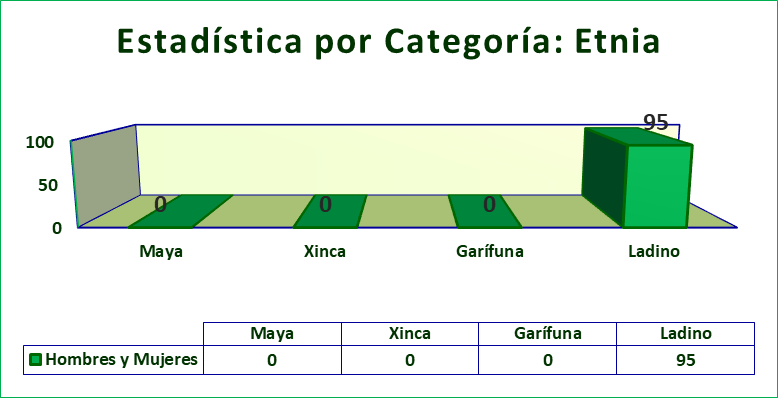 Estadística por Categoría: Etnia
95
100
50
0
0 0 0
Maya Xinca Garífuna Ladino
Maya Xinca Garífuna Ladino
Hombres y Mujeres 0 0 0 95